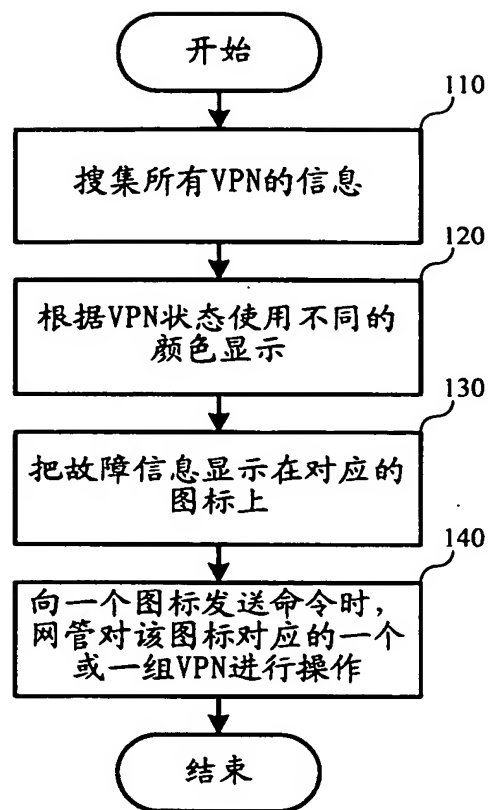 开始
110
搜集所有VPN的信息
120
根据VPN状态使用不同的
颜色显示
130
把故障信息显示在对应的
图标上
140
向一个图标发送命令时，
网管对该图标对应的一个
或一组VPN进行操作
结束